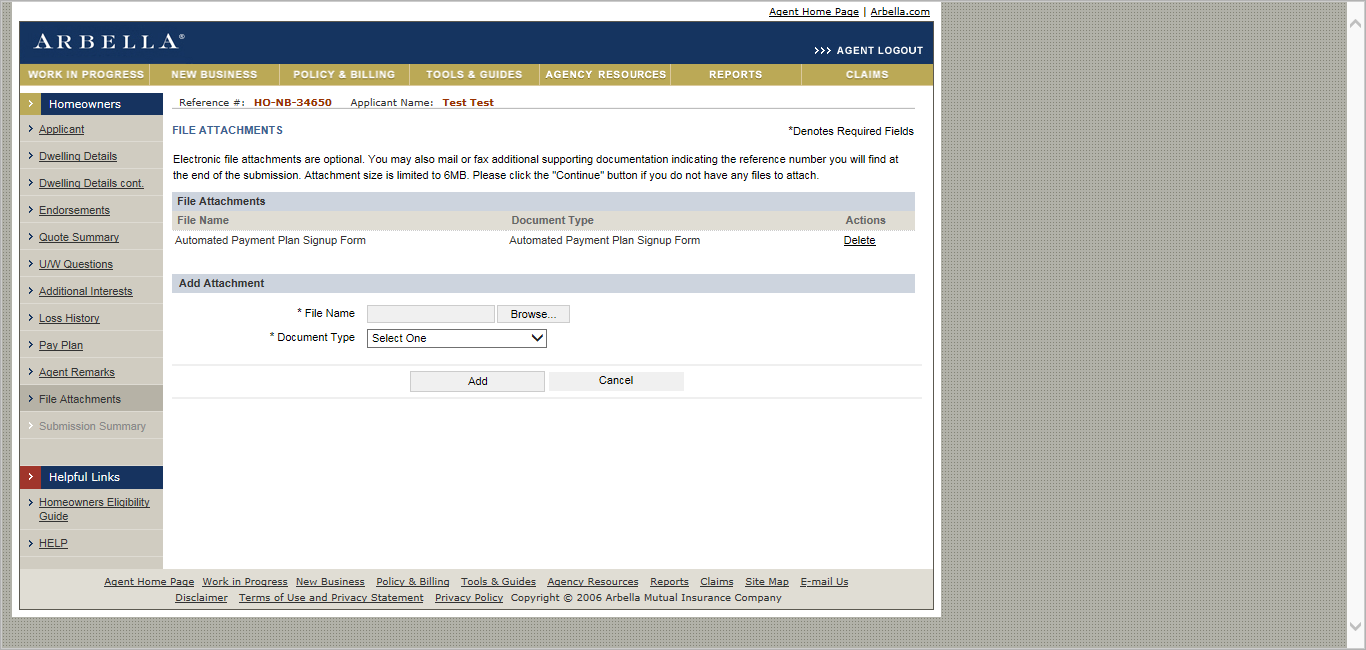 Agent Home Page | Arbella.com
ARBELLA®
>>> AGENT LOGOUT
WORK IN PROGRESS NEW BUSINESS POLICY & BILLING TOOLS & GUIDES AGENCY RESOURCES REPORTS CLAIMS
Homeowners
Applicant
Dwelling Details
Dwelling Details cont.
Endorsements
Quote Summary
U/W Questions
Additional Interests
Loss History
Pay Plan
Agent Remarks
File Attachments
Submission Summary
Helpful Links
Homeowners Eligibility
Guide
HELP
Reference #: HO-NB-34650 Applicant Name: Test Test
FILE ATTACHMENTS
*Denotes Required Fields
Electronic file attachments are optional. You may also mail or fax additional supporting documentation indicating the reference number you will find at
the end of the submission. Attachment size is limited to 6MB. Please click the "Continue" button if you do not have any files to attach.
File Attachments
File Name Document Type Actions
Automated Payment Plan Signup Form Automated Payment Plan Signup Form Delete
Add Attachment
* File Name Browse...
* Document Type Select One
Add Cancel
Agent Home Page Work in Progress New Business Policy & Billing Tools & Guides Agency Resources Reports Claims Site Map E-mail Us
Disclaimer Terms of Use and Privacy Statement Privacy Policy Copyright © 2006 Arbella Mutual Insurance Company